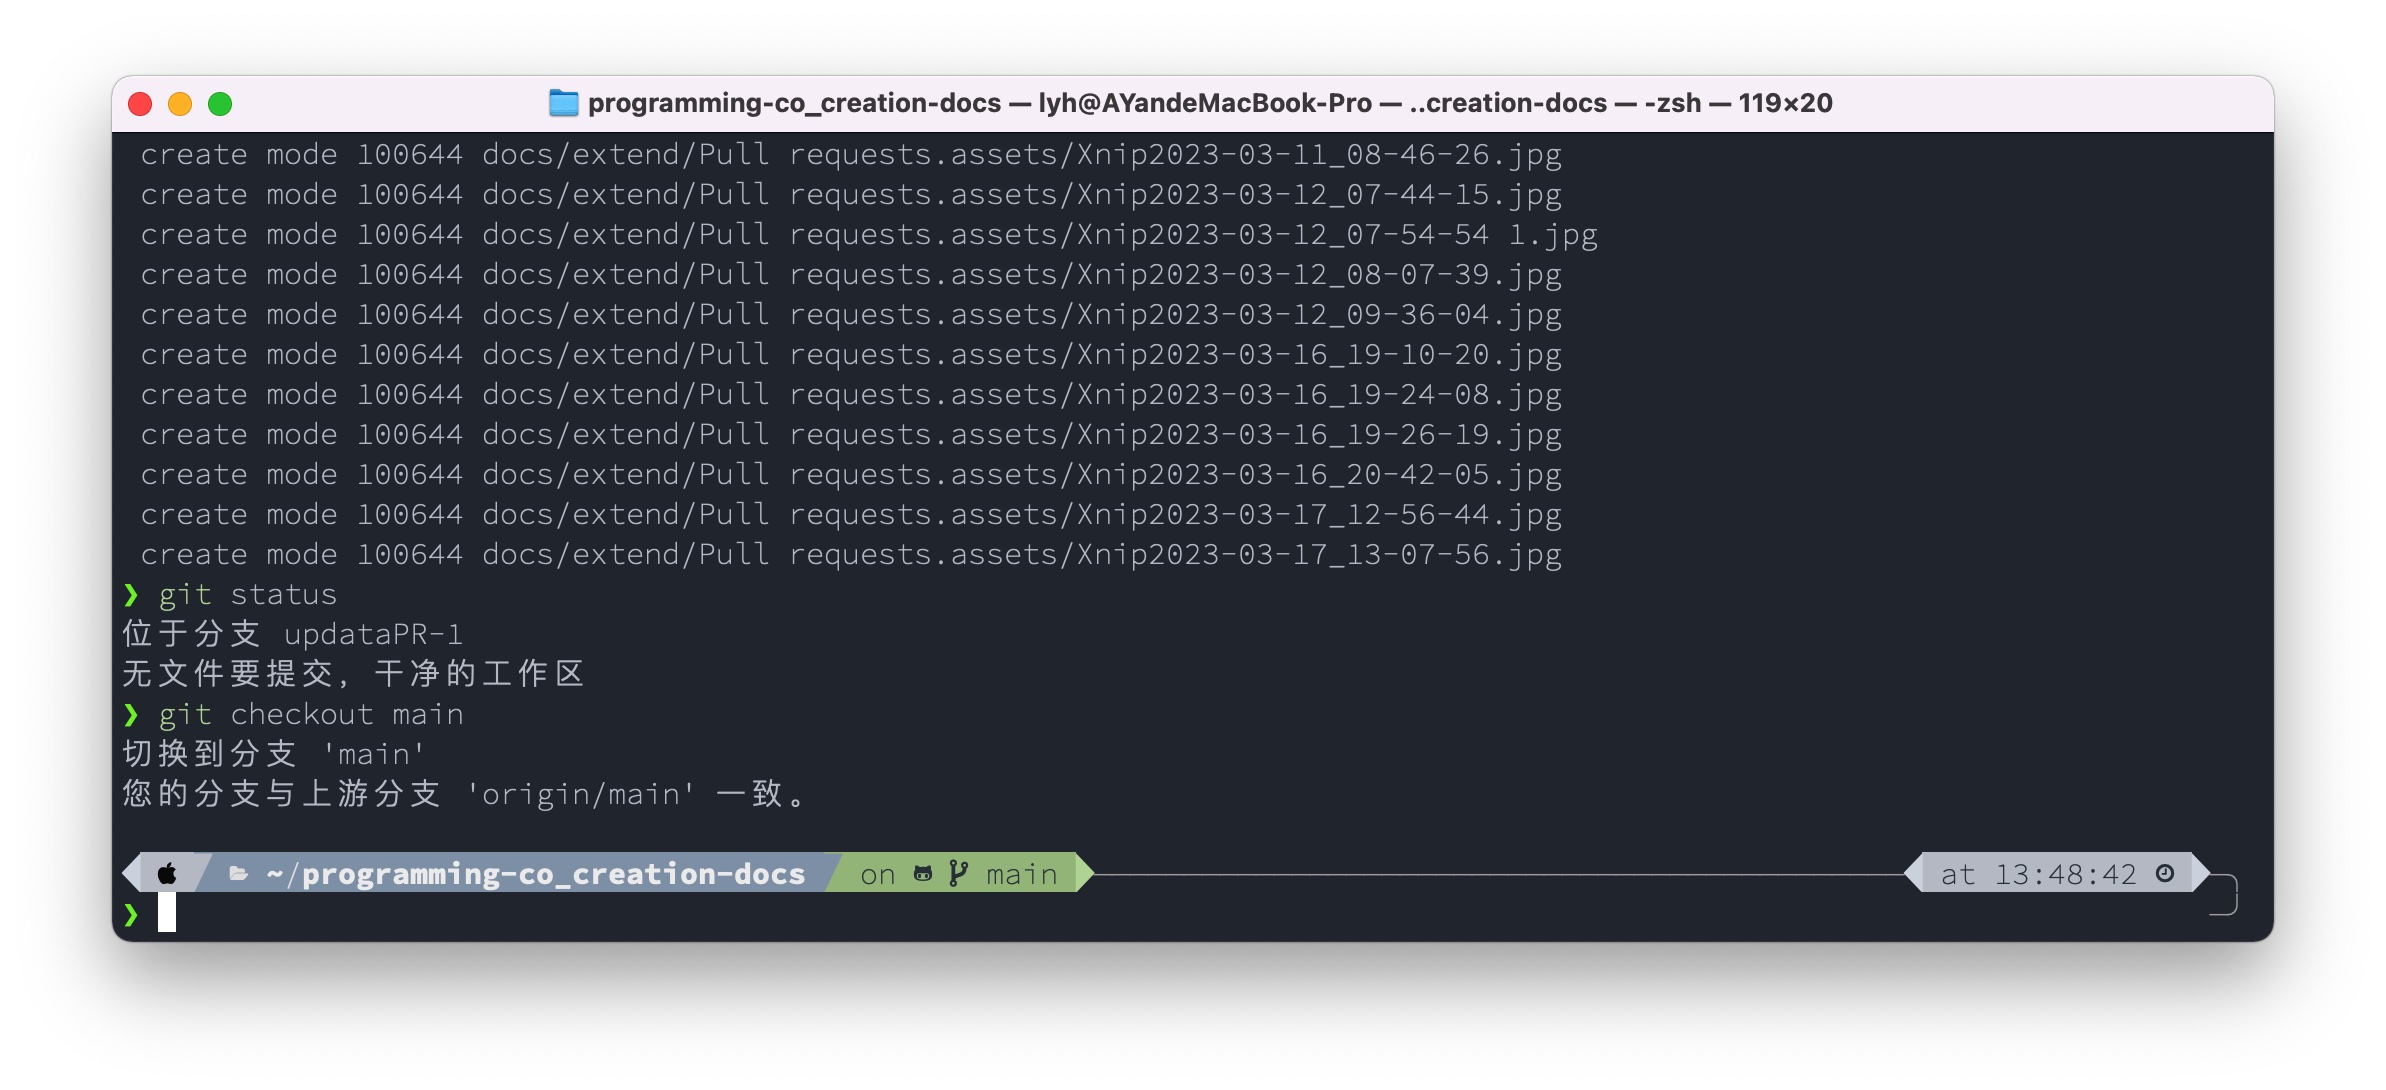 programming-co_creation-docs — lyh@AYandeMacBook-Pro — ..creation-docs — -zsh — 119×20
create mode 100644 docs/extend/Pull requests.assets/Xnip2023-03-11_08-46-26.jpg
create mode 100644 docs/extend/Pull requests.assets/Xnip2023-03-12_07-44-15.jpg
create mode 100644 docs/extend/Pull requests.assets/Xnip2023-03-12_07-54-54 1.jpg
create mode 100644 docs/extend/Pull requests.assets/Xnip2023-03-12_08-07-39.jpg
create mode 100644 docs/extend/Pull requests.assets/Xnip2023-03-12_09-36-04.jpg
create mode 100644 docs/extend/Pull requests.assets/Xnip2023-03-16_19-10-20.jpg
create mode 100644 docs/extend/Pull requests.assets/Xnip2023-03-16_19-24-08.jpg
create mode 100644 docs/extend/Pull requests.assets/Xnip2023-03-16_19-26-19.jpg
create mode 100644 docs/extend/Pull requests.assets/Xnip2023-03-16_20-42-05.jpg
create mode 100644 docs/extend/Pull requests.assets/Xnip2023-03-17_12-56-44.jpg
create mode 100644 docs/extend/Pull requests.assets/Xnip2023-03-17_13-07-56.jpg
❯ git status
位于分支 updataPR-1
无文件要提交，干净的工作区
❯ git checkout main
切换到分支 'main'
您的分支与上游分支 'origin/main' 一致。
~/programming-co_creation-docs on main at 13:48:42
❯